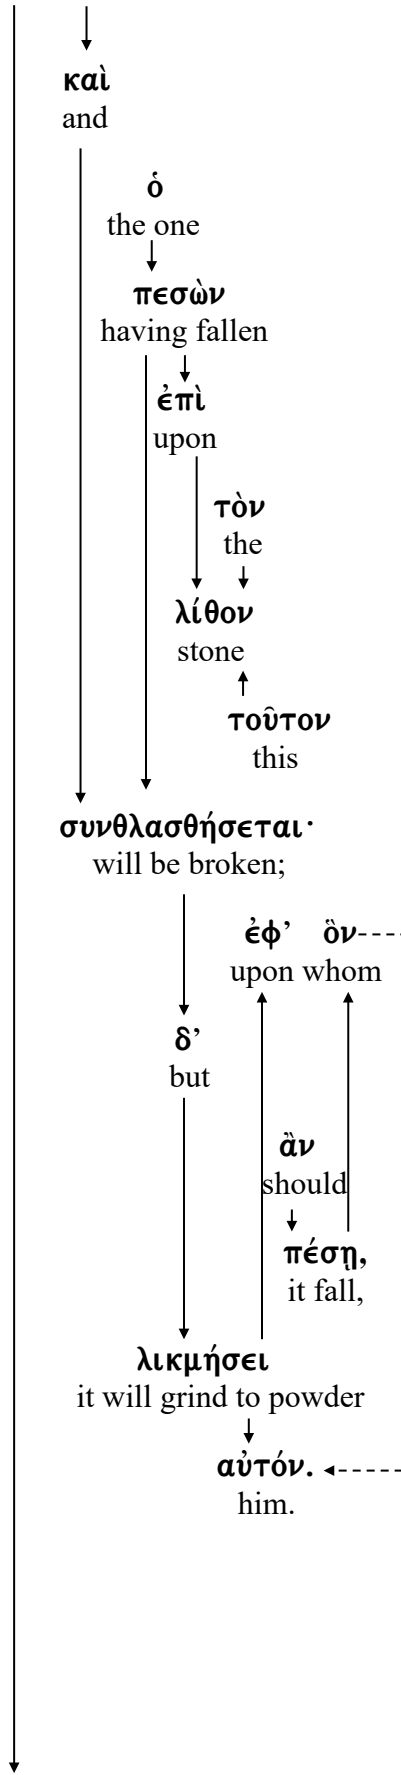 καὶ
and
ὁ
the one
πεσὼν
having fallen
ἐπὶ
upon
τὸν
the
λίθον
stone
τοῦτον
this
συνθλασθήσεται·
will be broken;
ἐφ’ ὃν
upon whom
δ’
but
ἂν
should
πέσῃ,
it fall,
λικμήσει
it will grind to powder
αὐτόν.
him.